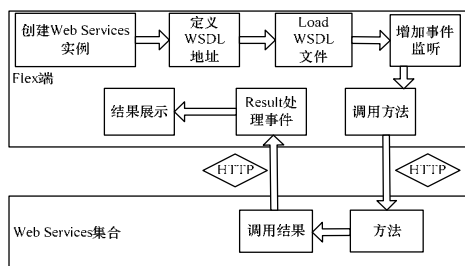 创建Web Services
实例
定义
WSDL
地址
Load
WSDL
文件
增加事件
监听
Flex端
结果展示
Result处
理事件
调用方法
HTTP
HTTP
Web Services集合
调用结果
方法